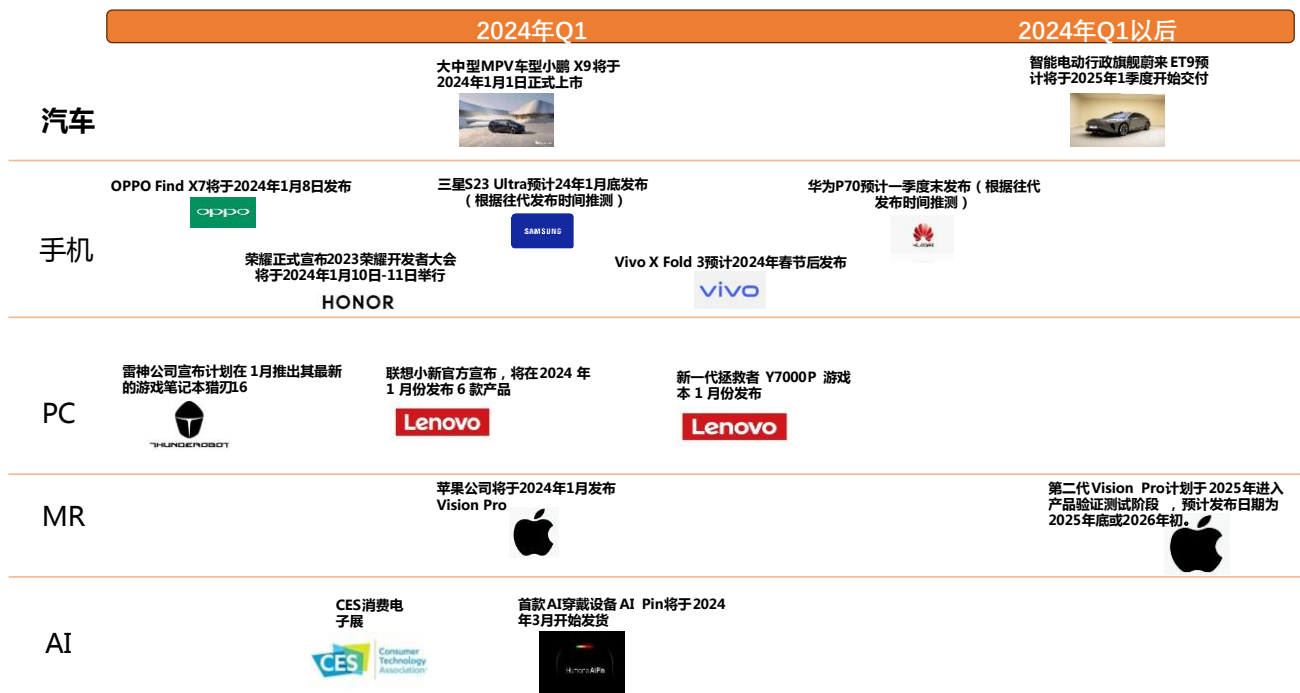 2024年Q1
2024年Q1以后
汽车
大中型MPV车型小鹏 X9将于
2024年1月1日正式上市
智能电动行政旗舰蔚来 ET9预
计将于2025年1季度开始交付
手机
OPPO Find X7将于2024年1月8日发布
oppo
三星S23 Ultra预计24年1月底发布
（根据往代发布时间推测）
SAMSUNG
华为P70预计一季度末发布（根据往代
发布时间推测）
荣耀正式宣布2023荣耀开发者大会
将于2024年1月10日-11日举行
HONOR
Vivo X Fold 3预计2024年春节后发布
vivo
PC
雷神公司宣布计划在 1月推出其最新
的游戏笔记本猎刃16
THUNDEROBOT
联想小新官方宣布，将在2024 年
1 月份发布 6 款产品
Lenovo
新一代拯救者 Y7000P 游戏
本 1 月份发布
Lenovo
MR
苹果公司将于2024年1月发布
Vision Pro
第二代Vision Pro计划于2025年进入
产品验证测试阶段 ，预计发布日期为
2025年底或2026年初。
AI
CES消费电
子展
CES
Consumer
Technology
Association
首款AI穿戴设备 AI Pin将于2024
年3月开始发货
Humane AiPin